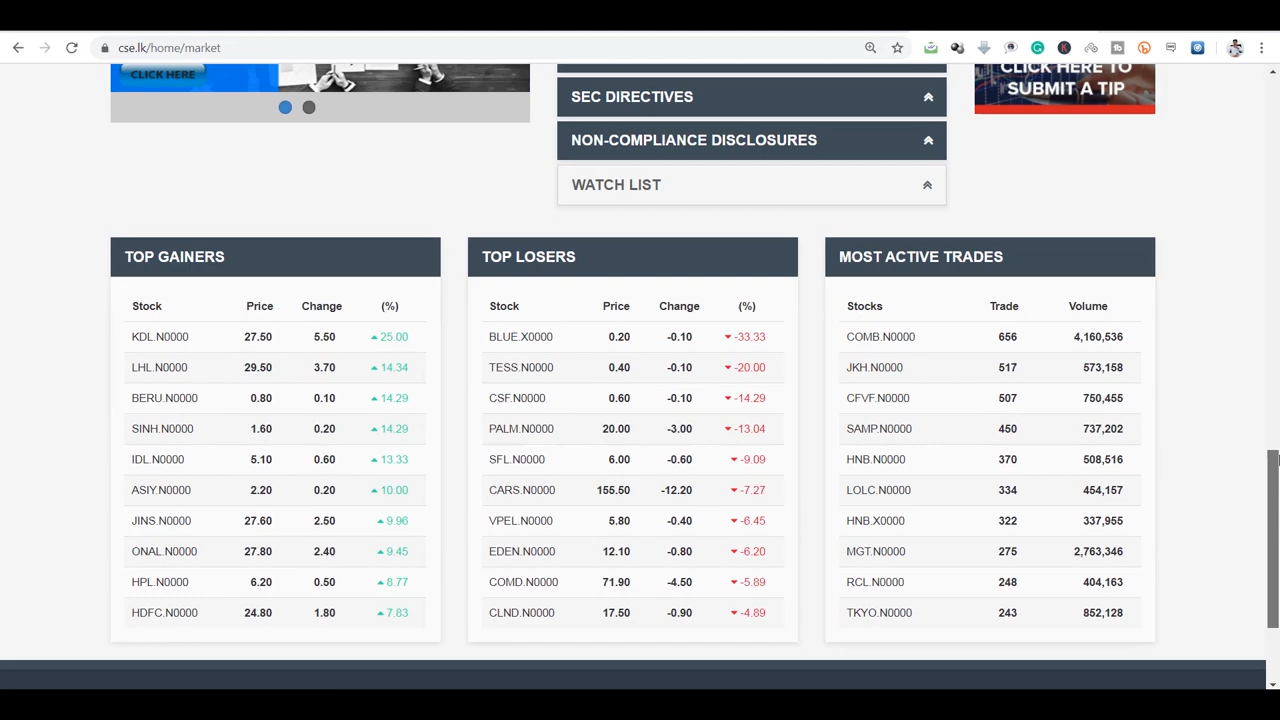 cse.lk/home/market
CLICK HERE
CLICK HERE TO
SUBMIT A TIP
SEC DIRECTIVES
NON-COMPLIANCE DISCLOSURES
WATCH LIST
TOP GAINERS
Stock Price Change (%)
KDL.N0000 27.50 5.50 25.00
LHL.N0000 29.50 3.70 14.34
BERU.N0000 0.80 0.10 14.29
SINH.N0000 1.60 0.20 14.29
IDL.N0000 5.10 0.60 13.33
ASIY.N0000 2.20 0.20 10.00
JINS.N0000 27.60 2.50 9.96
ONAL.N0000 27.80 2.40 9.45
HPL.N0000 6.20 0.50 8.77
HDFC.N0000 24.80 1.80 7.83
TOP LOSERS
Stock Price Change (%)
BLUE.X0000 0.20 -0.10 -33.33
TESS.N0000 0.40 -0.10 -20.00
CSF.N0000 0.60 -0.10 -14.29
PALM.N0000 20.00 -3.00 -13.04
SFL.N0000 6.00 -0.60 -9.09
CARS.N0000 155.50 -12.20 -7.27
VPEL.N0000 5.80 -0.40 -6.45
EDEN.N0000 12.10 -0.80 -6.20
COMD.N0000 71.90 -4.50 -5.89
CLND.N0000 17.50 -0.90 -4.89
MOST ACTIVE TRADES
Stocks Trade Volume
COMB.N0000 656 4,160,536
JKH.N0000 517 573,158
CFVF.N0000 507 750,455
SAMP.N0000 450 737,202
HNB.N0000 370 508,516
LOLC.N0000 334 454,157
HNB.X0000 322 337,955
MGT.N0000 275 2,763,346
RCL.N0000 248 404,163
TKYO.N0000 243 852,128